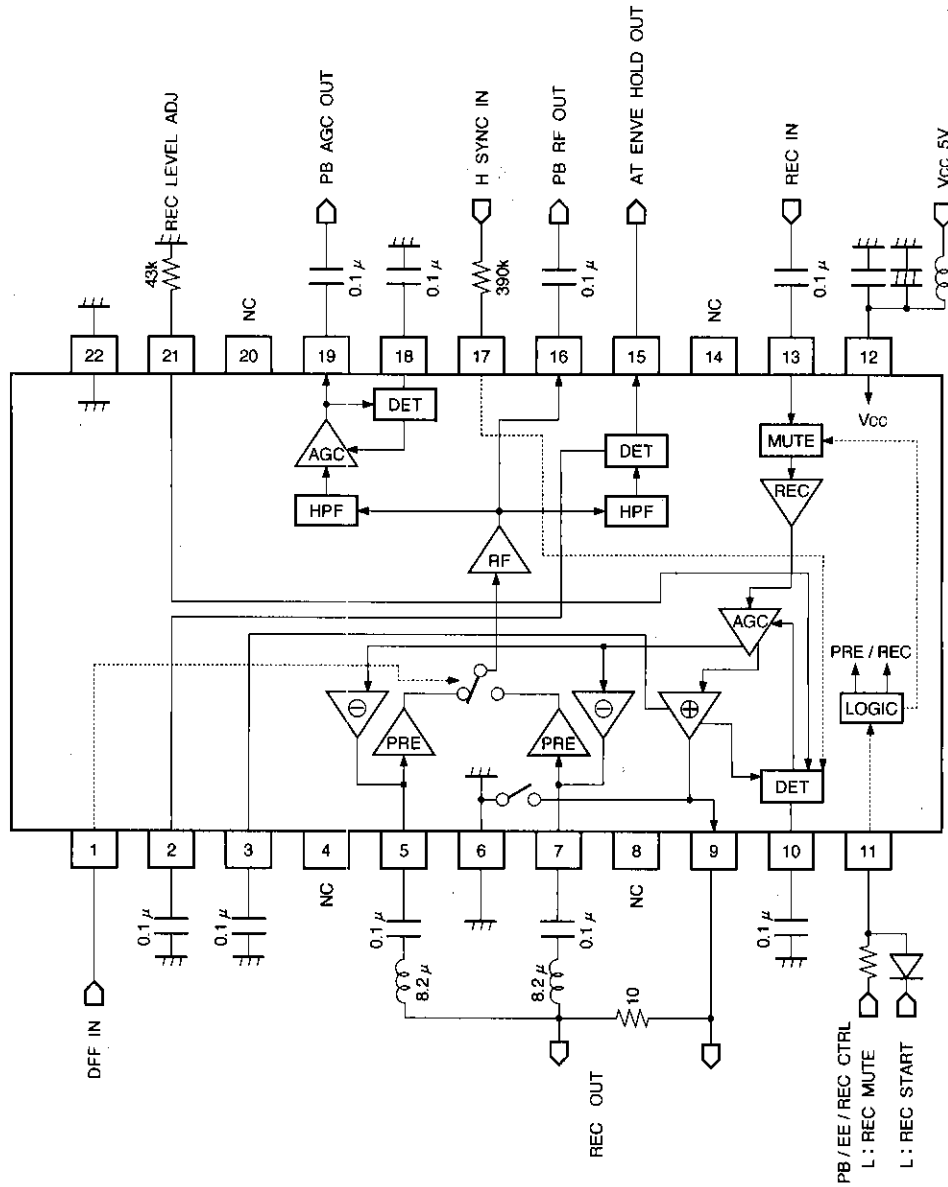 REC LEVEL ADJ
PB AGC OUT
H SYNC IN
PB RF OUT
AT ENVE HOLD OUT
REC IN
Vcc 5V
43k
NC
0.1 μ
0.1 μ
390k
0.1 μ
NC
0.1 μ
22
21
20
19
18
17
16
15
14
13
12
DET
AGC
HPF
DET
HPF
RF
MUTE
Vcc
REC
AGC
PRE / REC
LOGIC
PRE
PRE
DET
1
2
3
4
5
6
7
8
9
10
11
NC
NC
0.1 μ
0.1 μ
0.1 μ
0.1 μ
0.1 μ
8.2 μ
8.2 μ
10
DFF IN
REC OUT
PB / EE / REC CTRL
L : REC MUTE
L : REC START